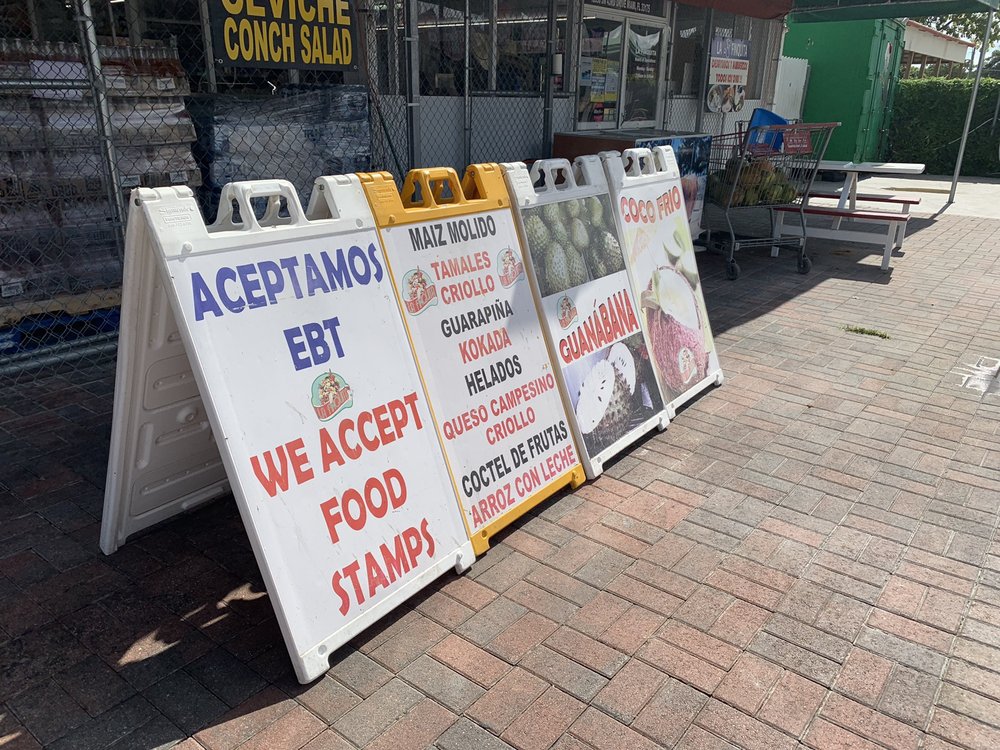 CEVICHE
CONCH SALAD
ACEPTAMOS
EBT
WE ACCEPT
FOOD
STAMPS
MAIZ MOLIDO
TAMALES
CRIOLLO
GUARAPIÑA
KOKADA
HELADOS
QUESO CAMPESINO
CRIOLLO
COCTEL DE FRUTAS
ARROZ CON LECHE
GUANÁBANA
COCO FRIO